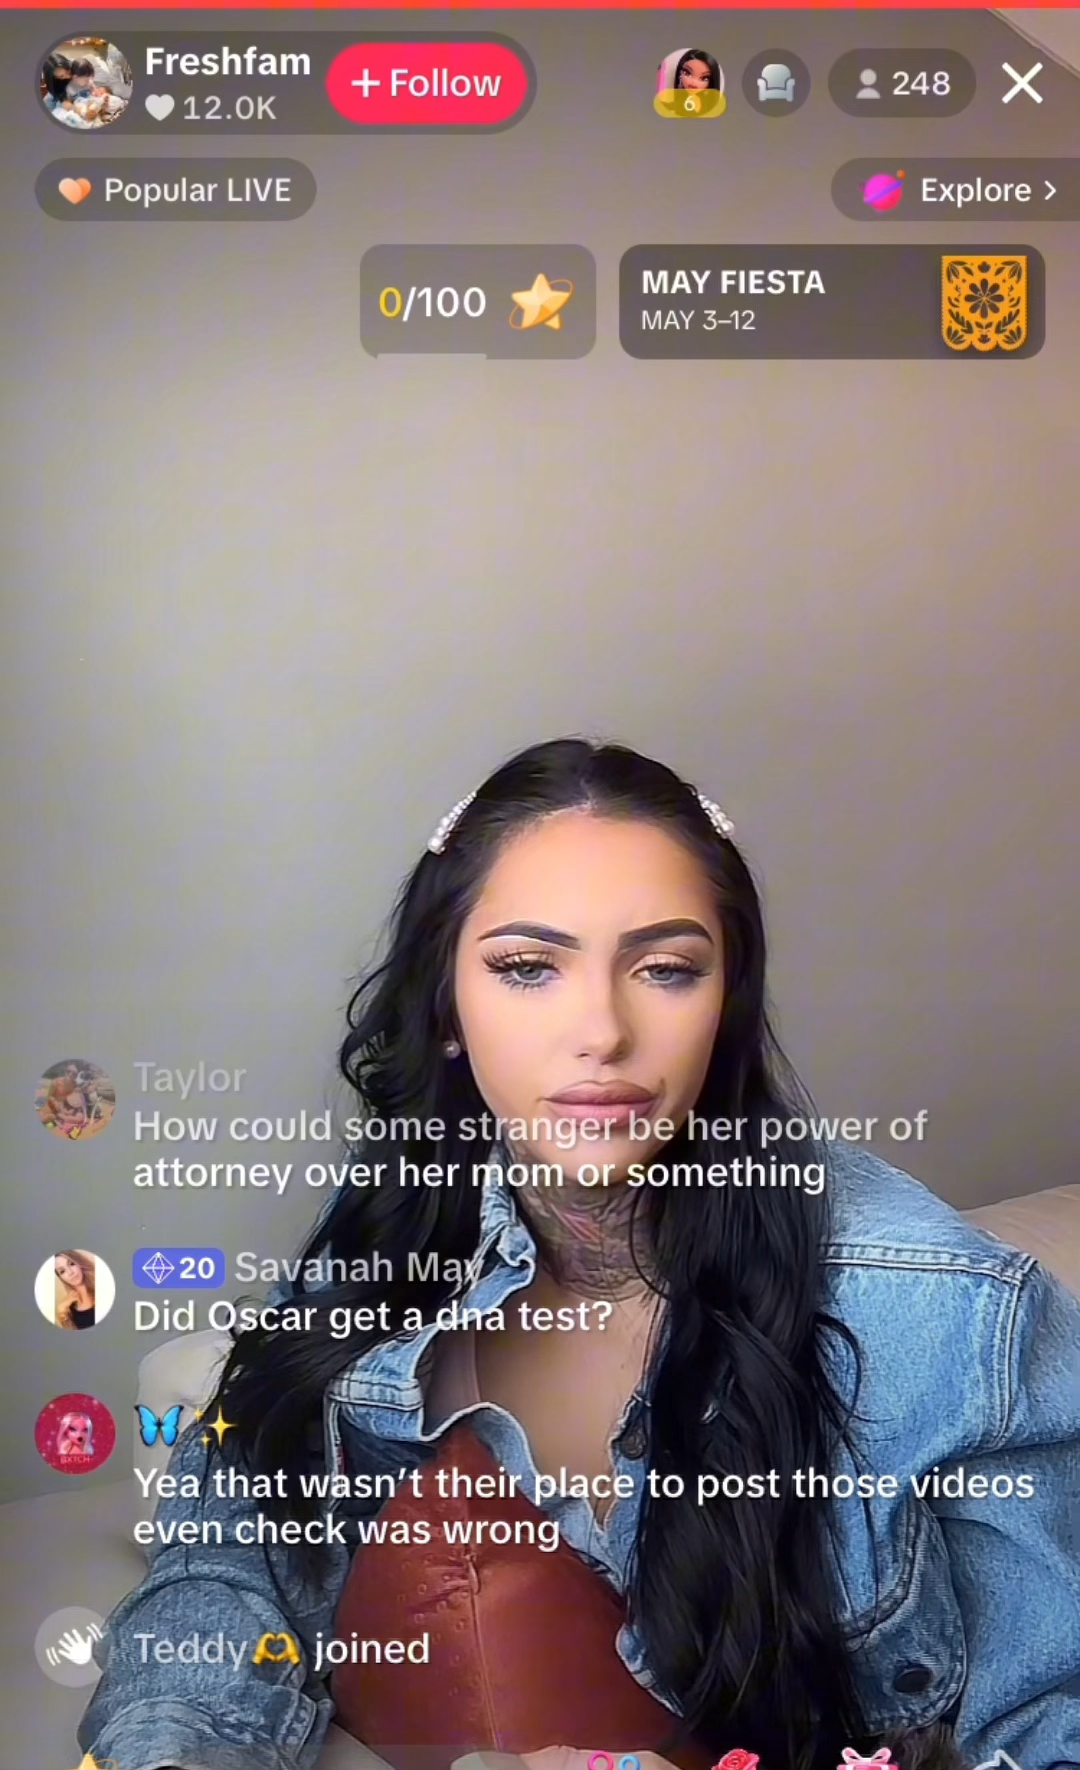 Freshfam
12.0K
+ Follow
6
248
Popular LIVE
Explore >
0/100
MAY FIESTA
MAY 3–12
Taylor
How could some stranger be her power of
attorney over her mom or something
20 Savanah May
Did Oscar get a dna test?
BXTCH
Yea that wasn’t their place to post those videos
even check was wrong
Teddy🫶 joined